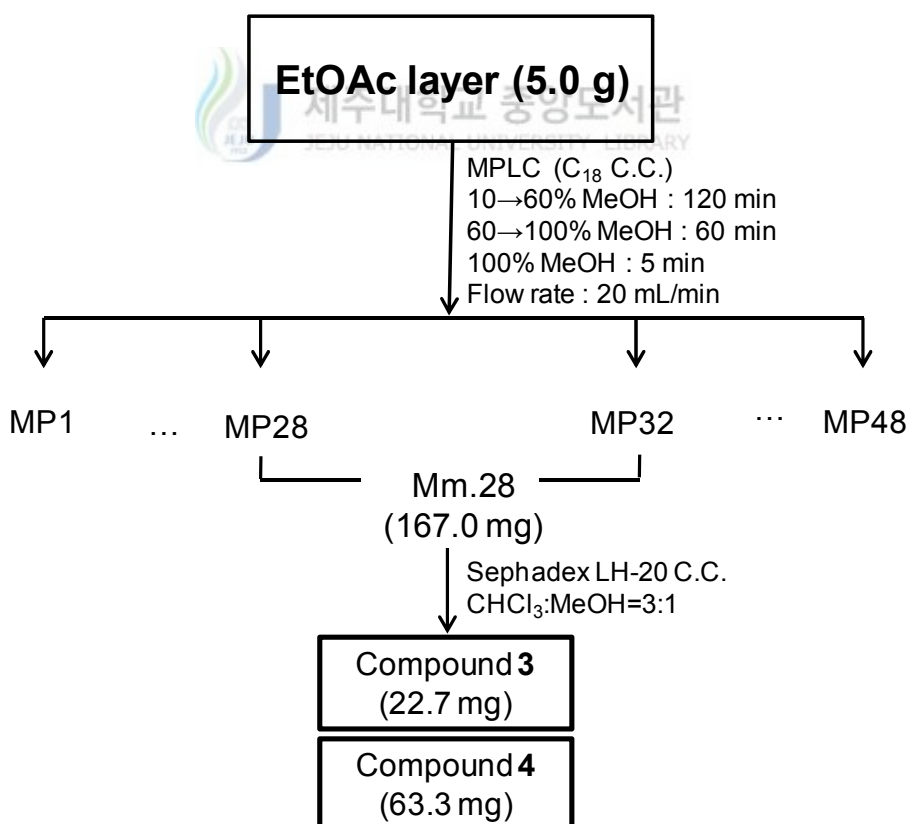 EtOAc layer (5.0 g)
제주대학교 중앙도서관
JEJU NATIONAL UNIVERSITY LIBRARY
MPLC (C₁₈ C.C.)
10→60% MeOH : 120 min
60→100% MeOH : 60 min
100% MeOH : 5 min
Flow rate : 20 mL/min
MP1 … MP28 MP32 … MP48
Mm.28
(167.0 mg)
Sephadex LH-20 C.C.
CHCl₃:MeOH=3:1
Compound 3
(22.7 mg)
Compound 4
(63.3 mg)